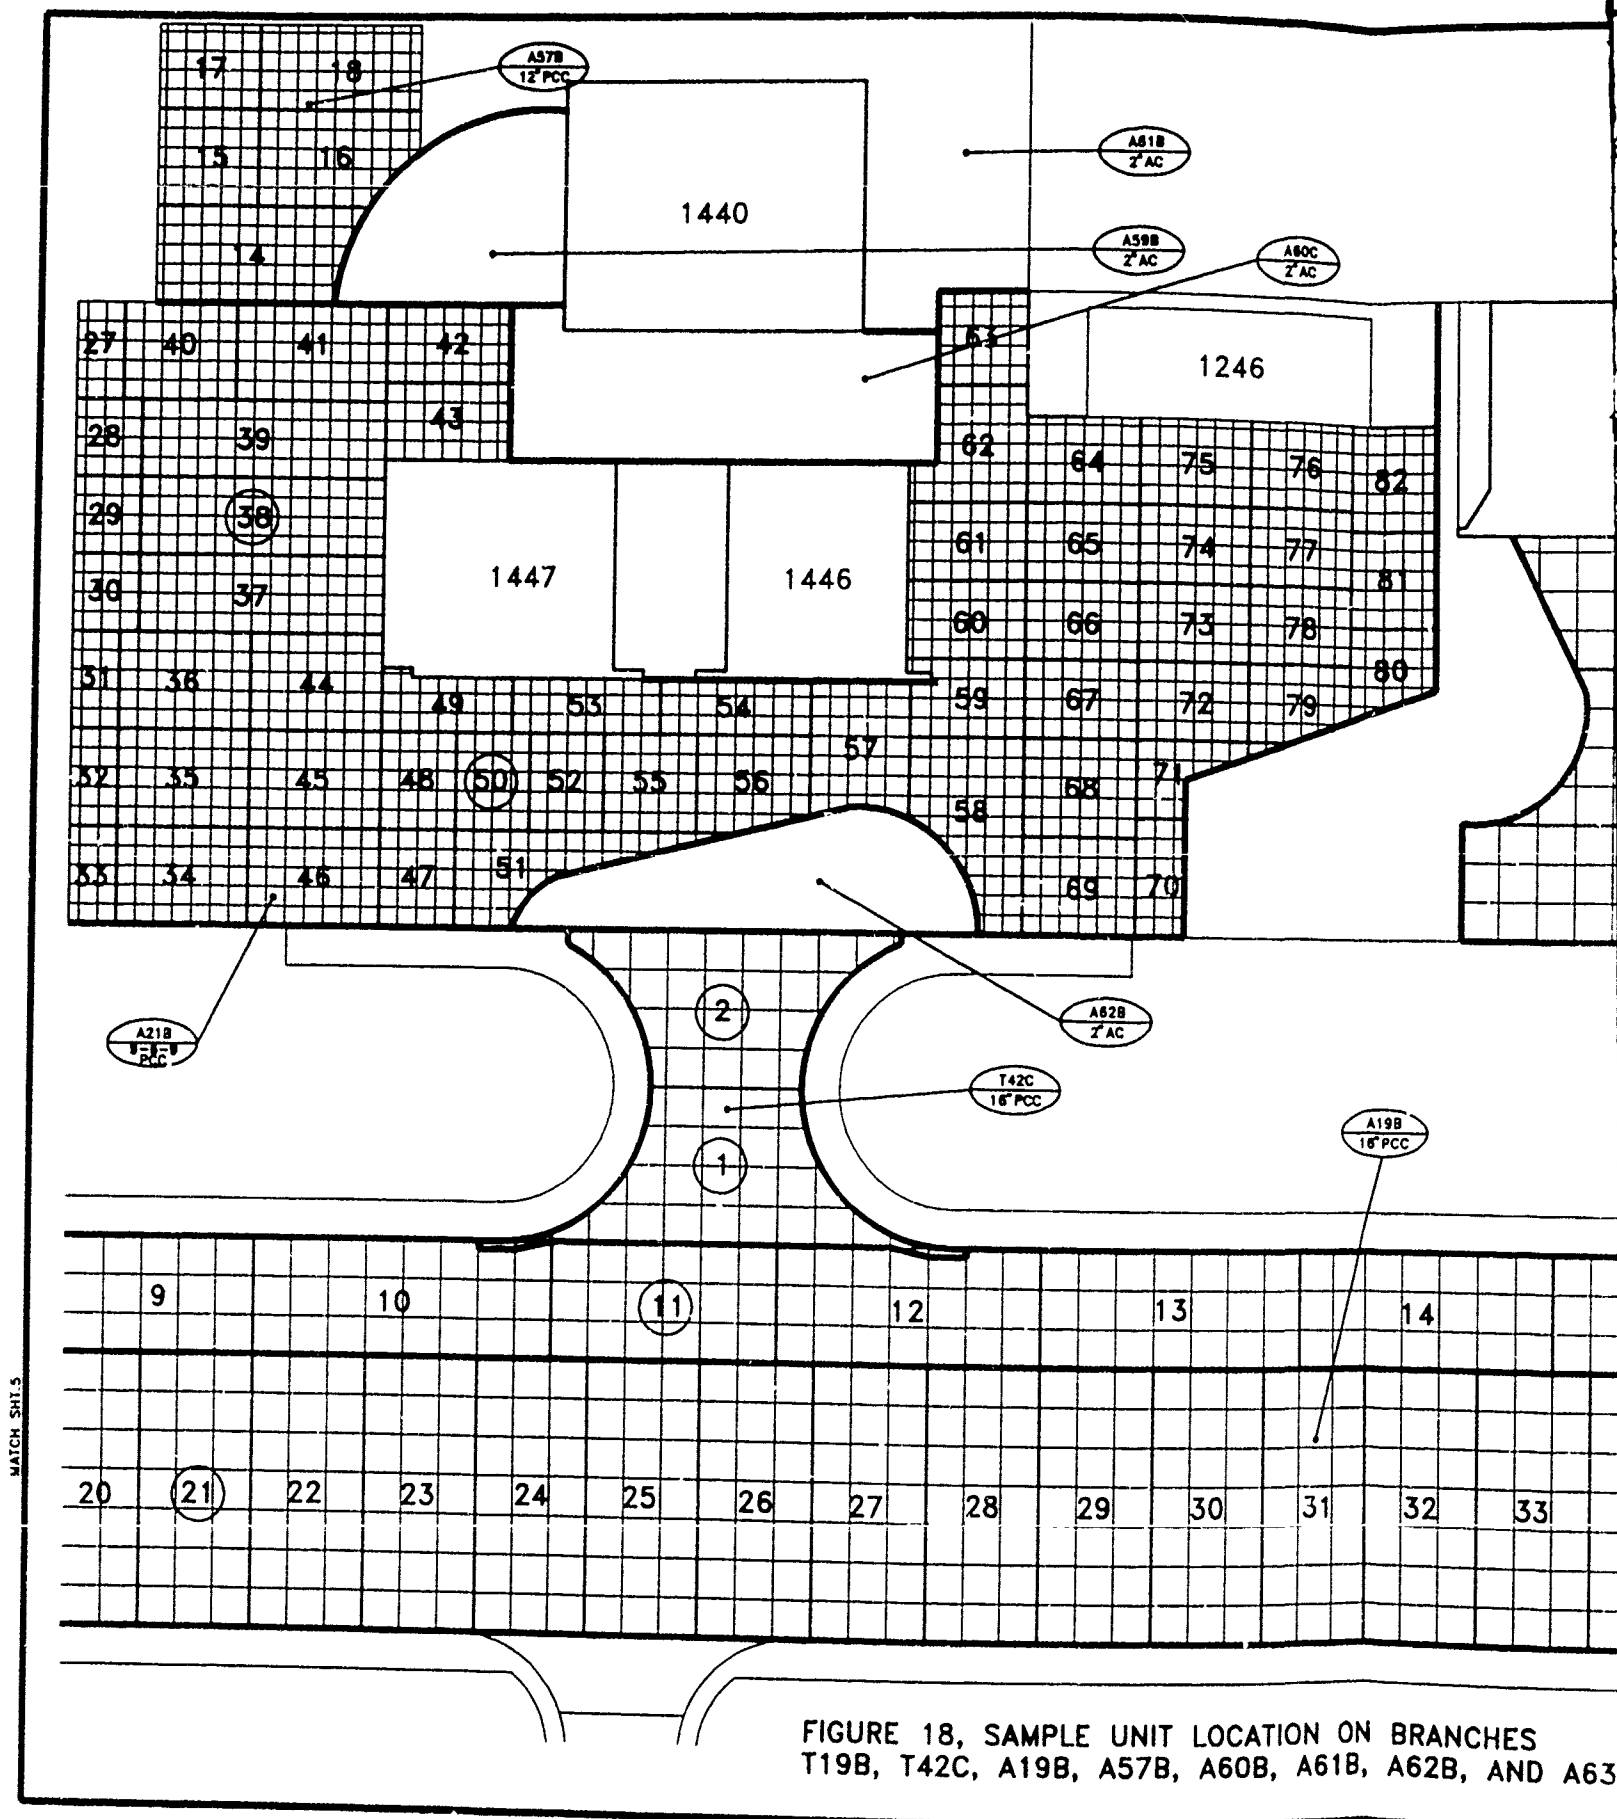 17 18
A57B
12"PCC
15 16
A61B
2"AC
1440
14
A59B
2"AC
A60C
2"AC
27 40 41 42
63
1246
43
28 39
62
64 75 76 82
29 38
61 65 74 77
1447
1446
81
30 37
60 66 73 78
80
31 36 44
49 53 54
59 67 72 79
57
71
32 35 45 48 50 52 55 56
68
58
51
33 34 46 47
69 70
2
A62B
2"AC
A21B
PCC
T42C
16"PCC
A19B
16"PCC
1
9 10 11 12 13 14
MATCH SHT.5
20 21 22 23 24 25 26 27 28 29 30 31 32 33
FIGURE 18, SAMPLE UNIT LOCATION ON BRANCHES
T19B, T42C, A19B, A57B, A60B, A61B, A62B, AND A63